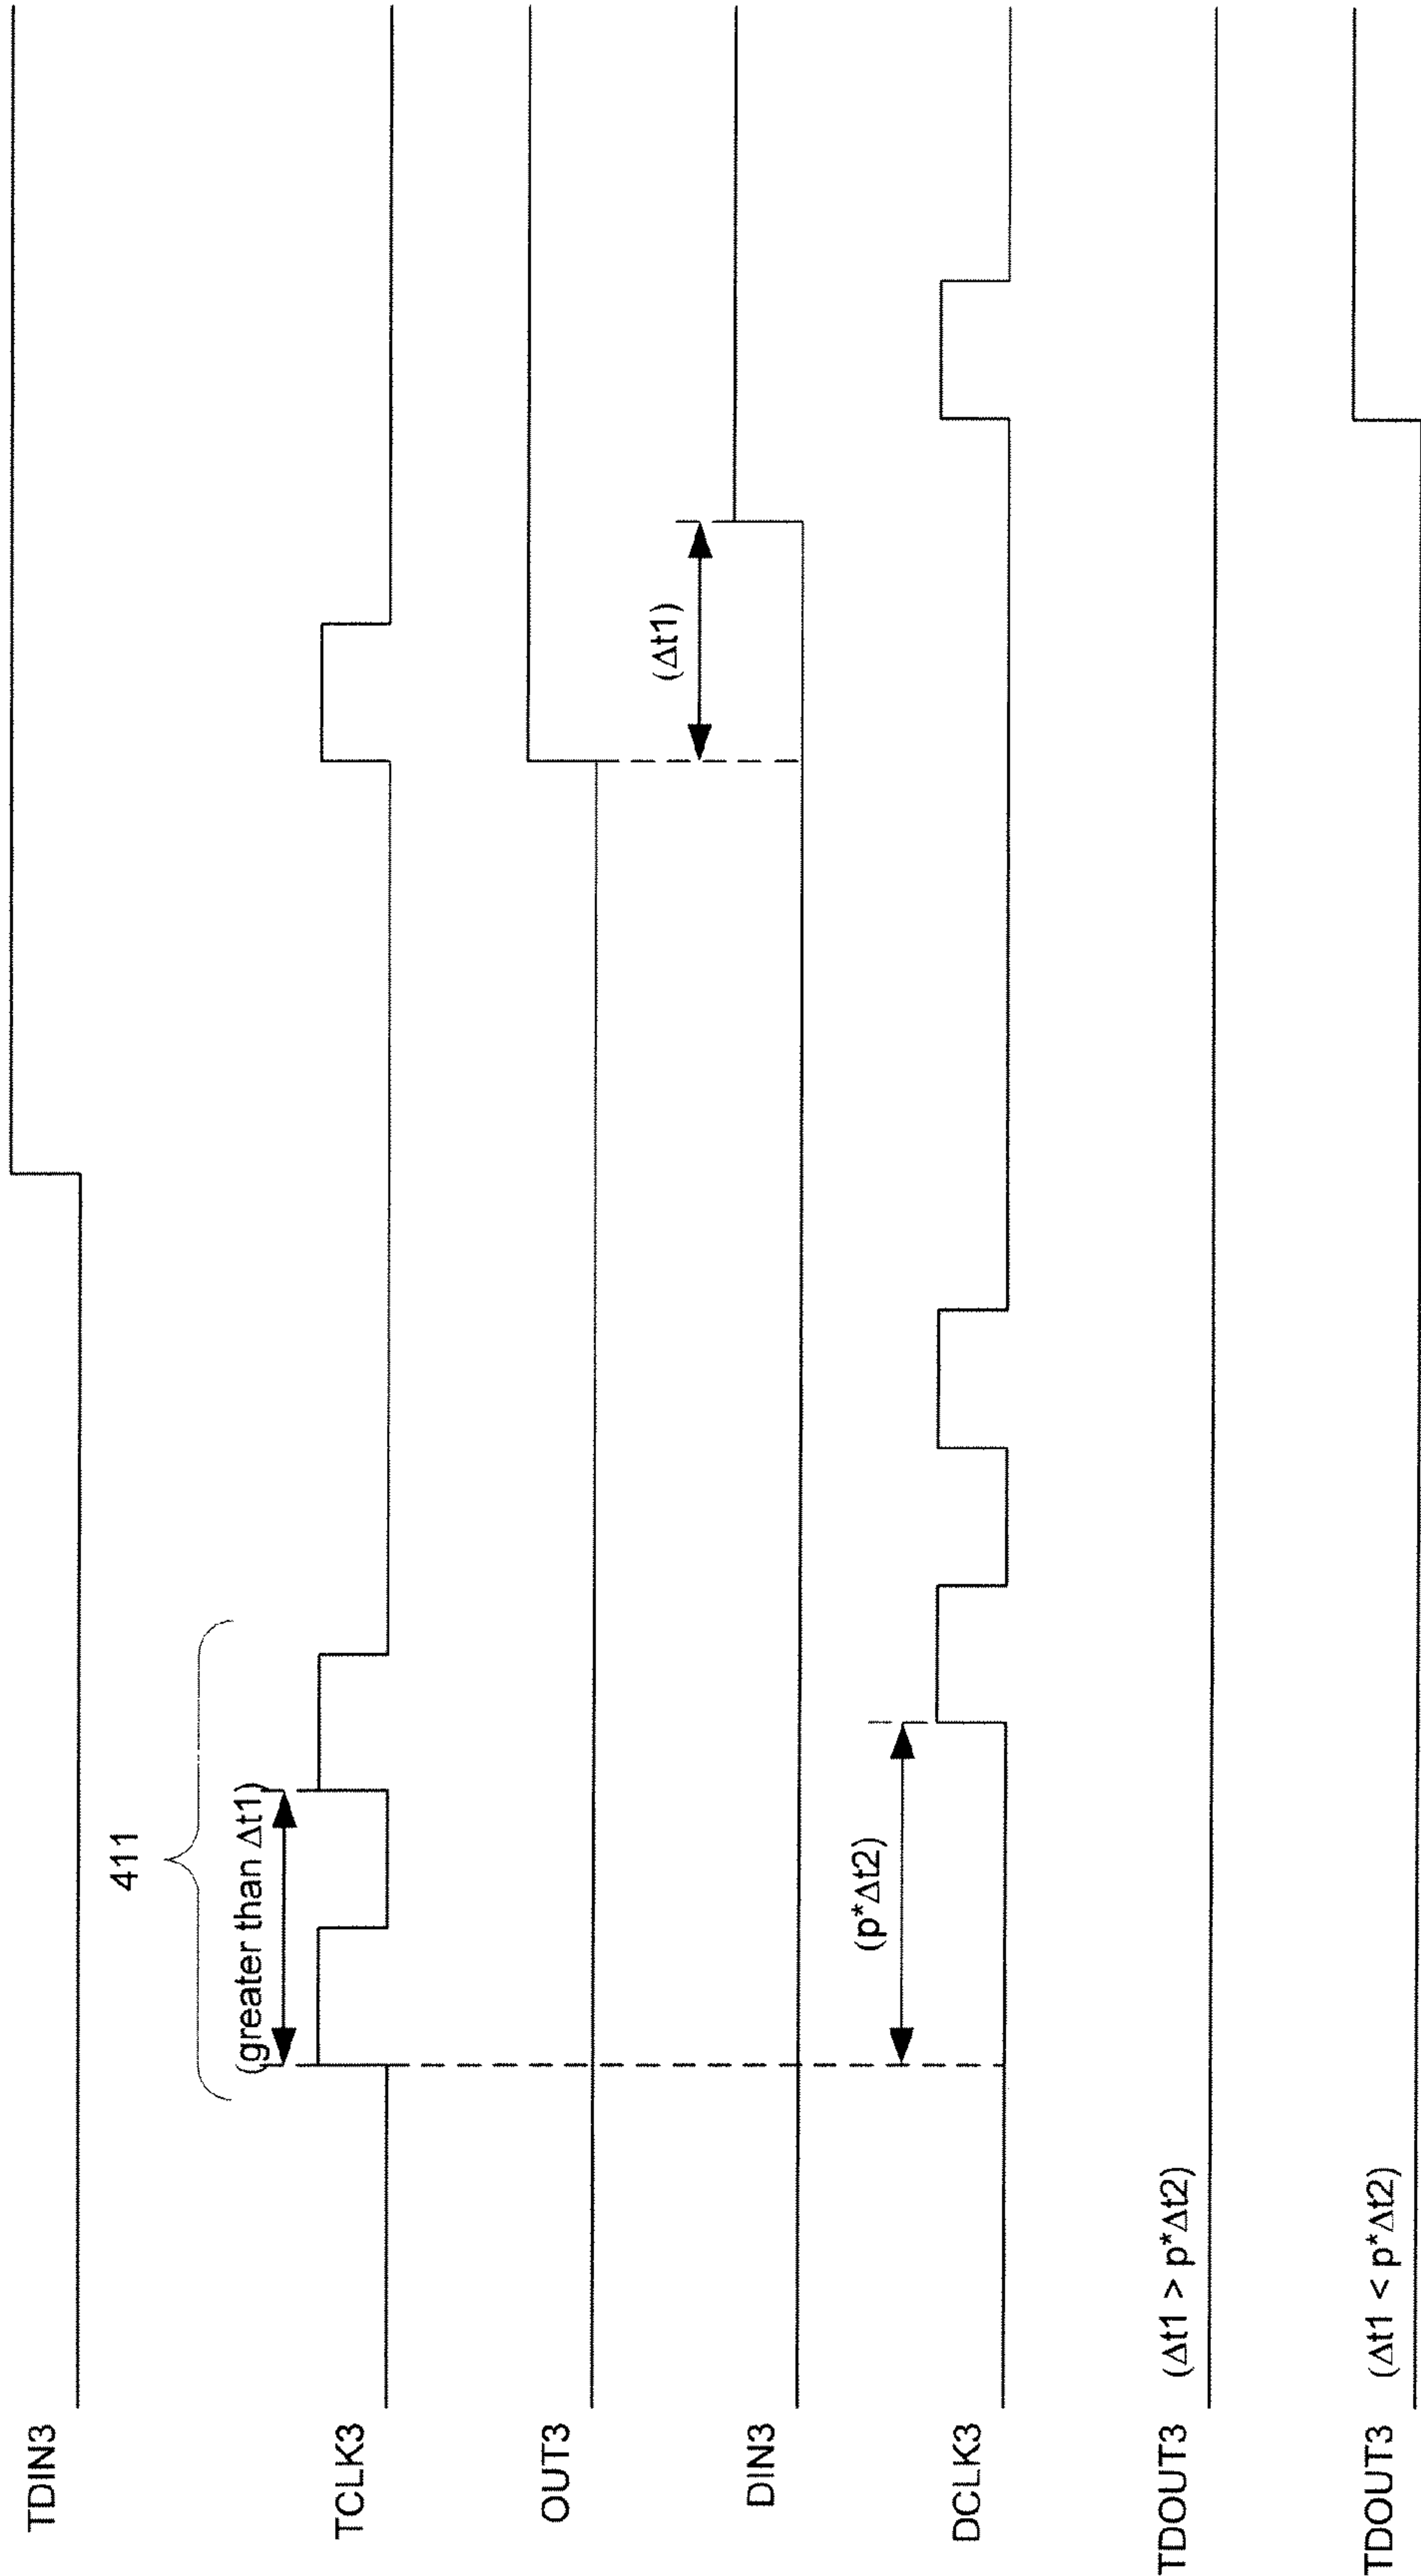 TDIN3
411
(greater than Δt1)
TCLK3
OUT3
(Δt1)
DIN3
(p*Δt2)
DCLK3
TDOUT3 (Δt1 > p*Δt2)
TDOUT3 (Δt1 < p*Δt2)